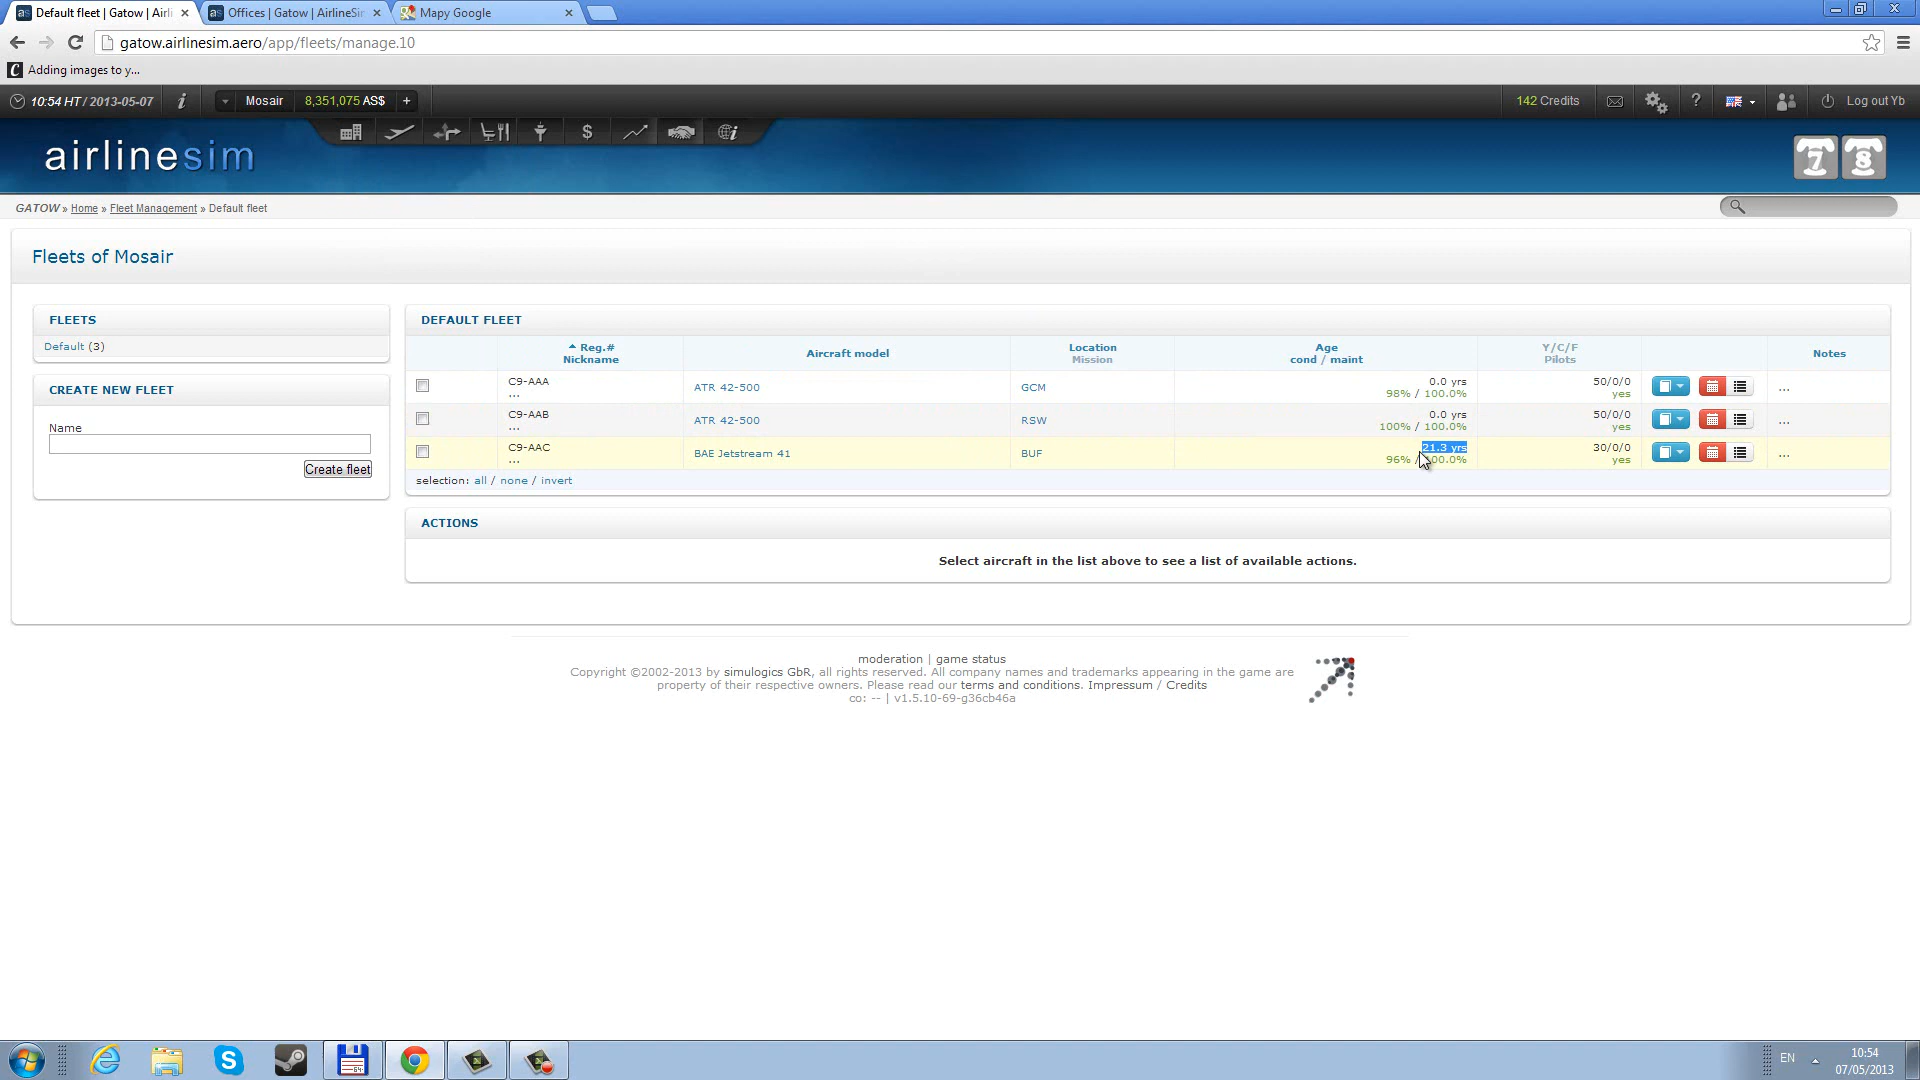 Default fleet | Gatow | Airli
Offices | Gatow | AirlineSi
Mapy Google
gatow.airlinesim.aero/app/fleets/manage.10
Adding images to y...
10:54 HT / 2013-05-07
Mosair
8,351,075 AS$
+
142 Credits
?
Log out Yb
airlinesim
7 8
GATOW » Home » Fleet Management » Default fleet
Fleets of Mosair
FLEETS
Default (3)
CREATE NEW FLEET
Name
Create fleet
DEFAULT FLEET
Reg.# Nickname
Aircraft model
Location Mission
Age cond / maint
Y/C/F Pilots
Notes
C9-AAA ... ATR 42-500 GCM 0.0 yrs 98% / 100.0% 50/0/0 yes ...
C9-AAB ... ATR 42-500 RSW 0.0 yrs 100% / 100.0% 50/0/0 yes ...
C9-AAC ... BAE Jetstream 41 BUF 21.3 yrs 96% / 100.0% 30/0/0 yes ...
selection: all / none / invert
ACTIONS
Select aircraft in the list above to see a list of available actions.
moderation | game status
Copyright ©2002-2013 by simulogics GbR, all rights reserved. All company names and trademarks appearing in the game are
property of their respective owners. Please read our terms and conditions. Impressum / Credits
co: -- | v1.5.10-69-g36cb46a
EN
10:54
07/05/2013